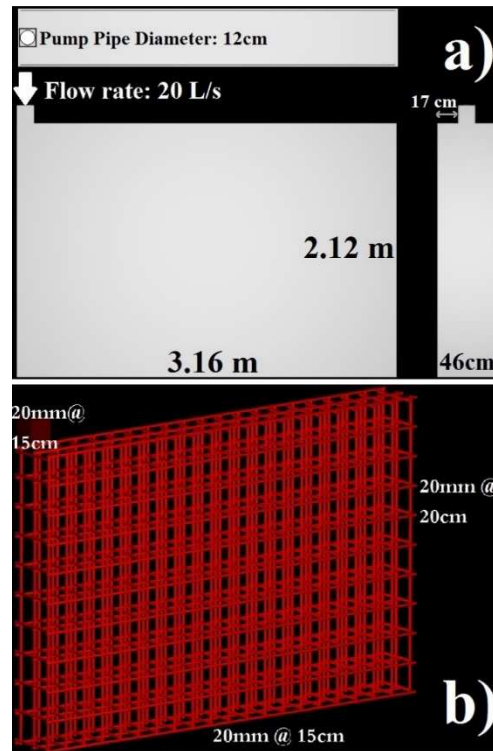 Pump Pipe Diameter: 12cm
a)
Flow rate: 20 L/s
17 cm
2.12 m
3.16 m
46cm
20mm@
15cm
20mm @
20cm
20mm @ 15cm
b)